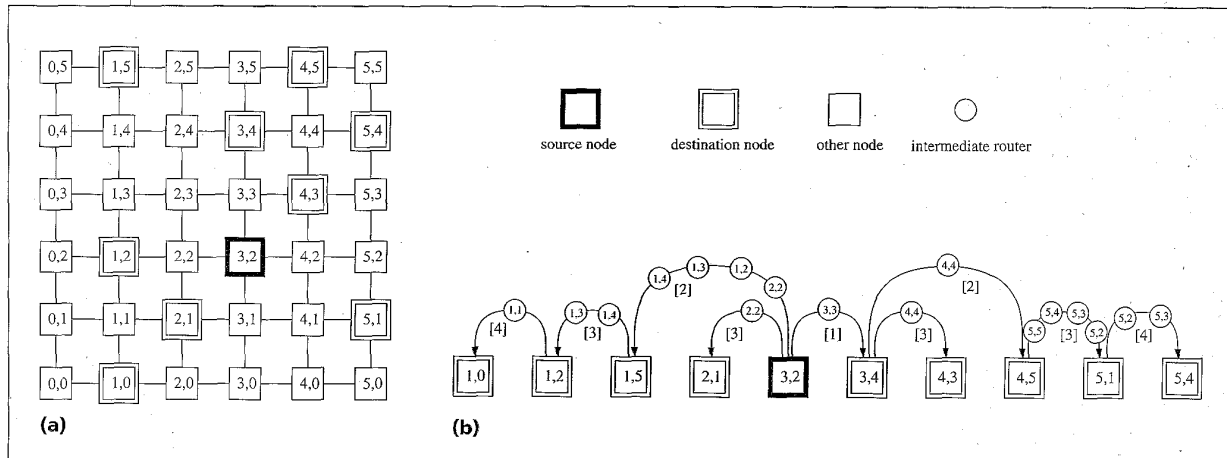 0,5 1,5 2,5 3,5 4,5 5,5
0,4 1,4 2,4 3,4 4,4 5,4
0,3 1,3 2,3 3,3 4,3 5,3
0,2 1,2 2,2 3,2 4,2 5,2
0,1 1,1 2,1 3,1 4,1 5,1
0,0 1,0 2,0 3,0 4,0 5,0
(a)
source node destination node other node intermediate router
1,4 1,3 1,2 2,2 4,4
[2] [2]
1,1 1,3 1,4 2,2 3,3 4,4 5,5 5,4 5,3 5,2 5,2 5,3
[4] [3] [3] [1] [3] [3] [4]
1,0 1,2 1,5 2,1 3,2 3,4 4,3 4,5 5,1 5,4
(b)